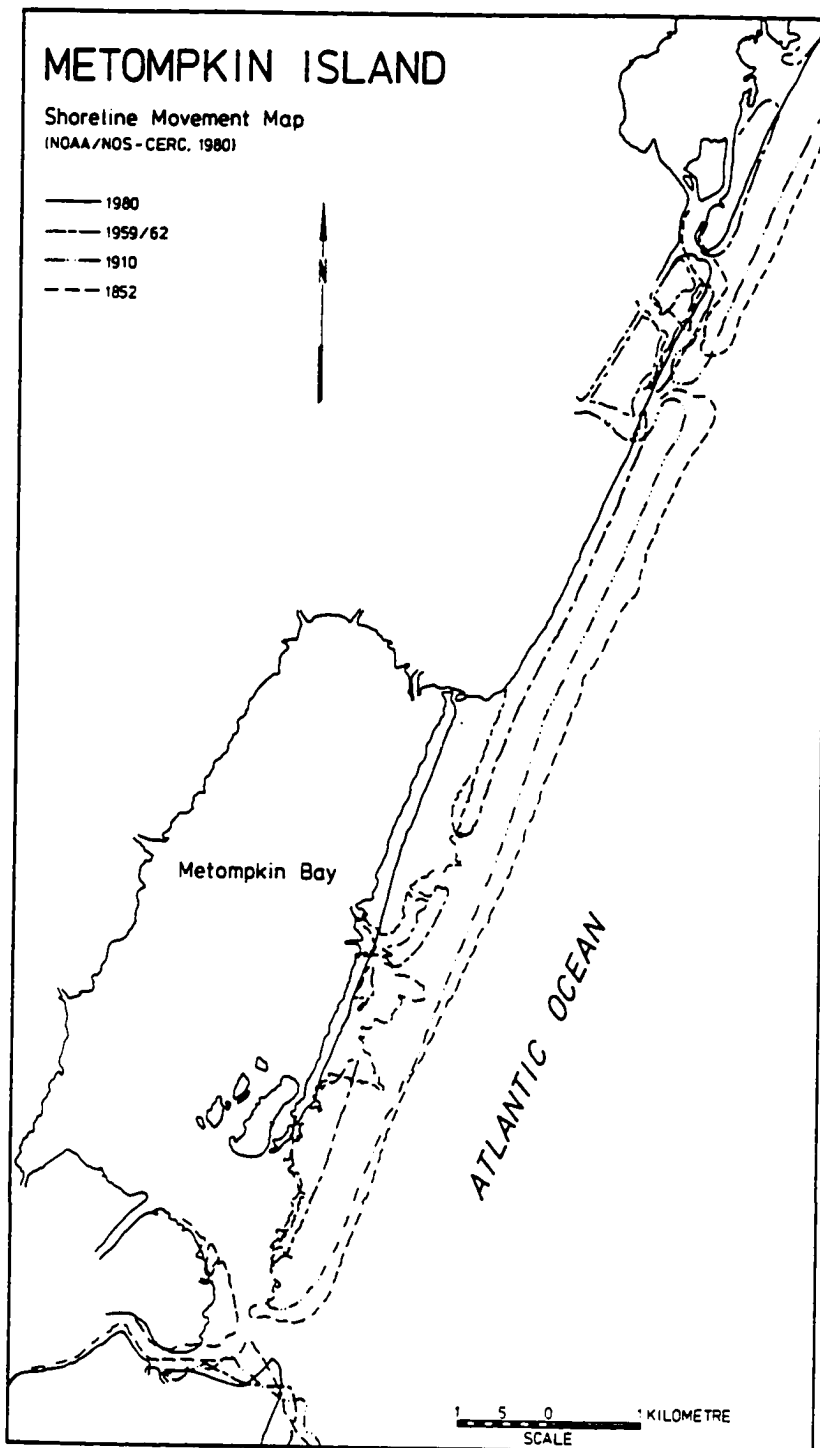 METOMPKIN ISLAND
Shoreline Movement Map
(NOAA/NOS-CERC, 1980)
1980
1959/62
1910
1852
N
Metompkin Bay
ATLANTIC OCEAN
1 5 0 1 KILOMETRE
SCALE